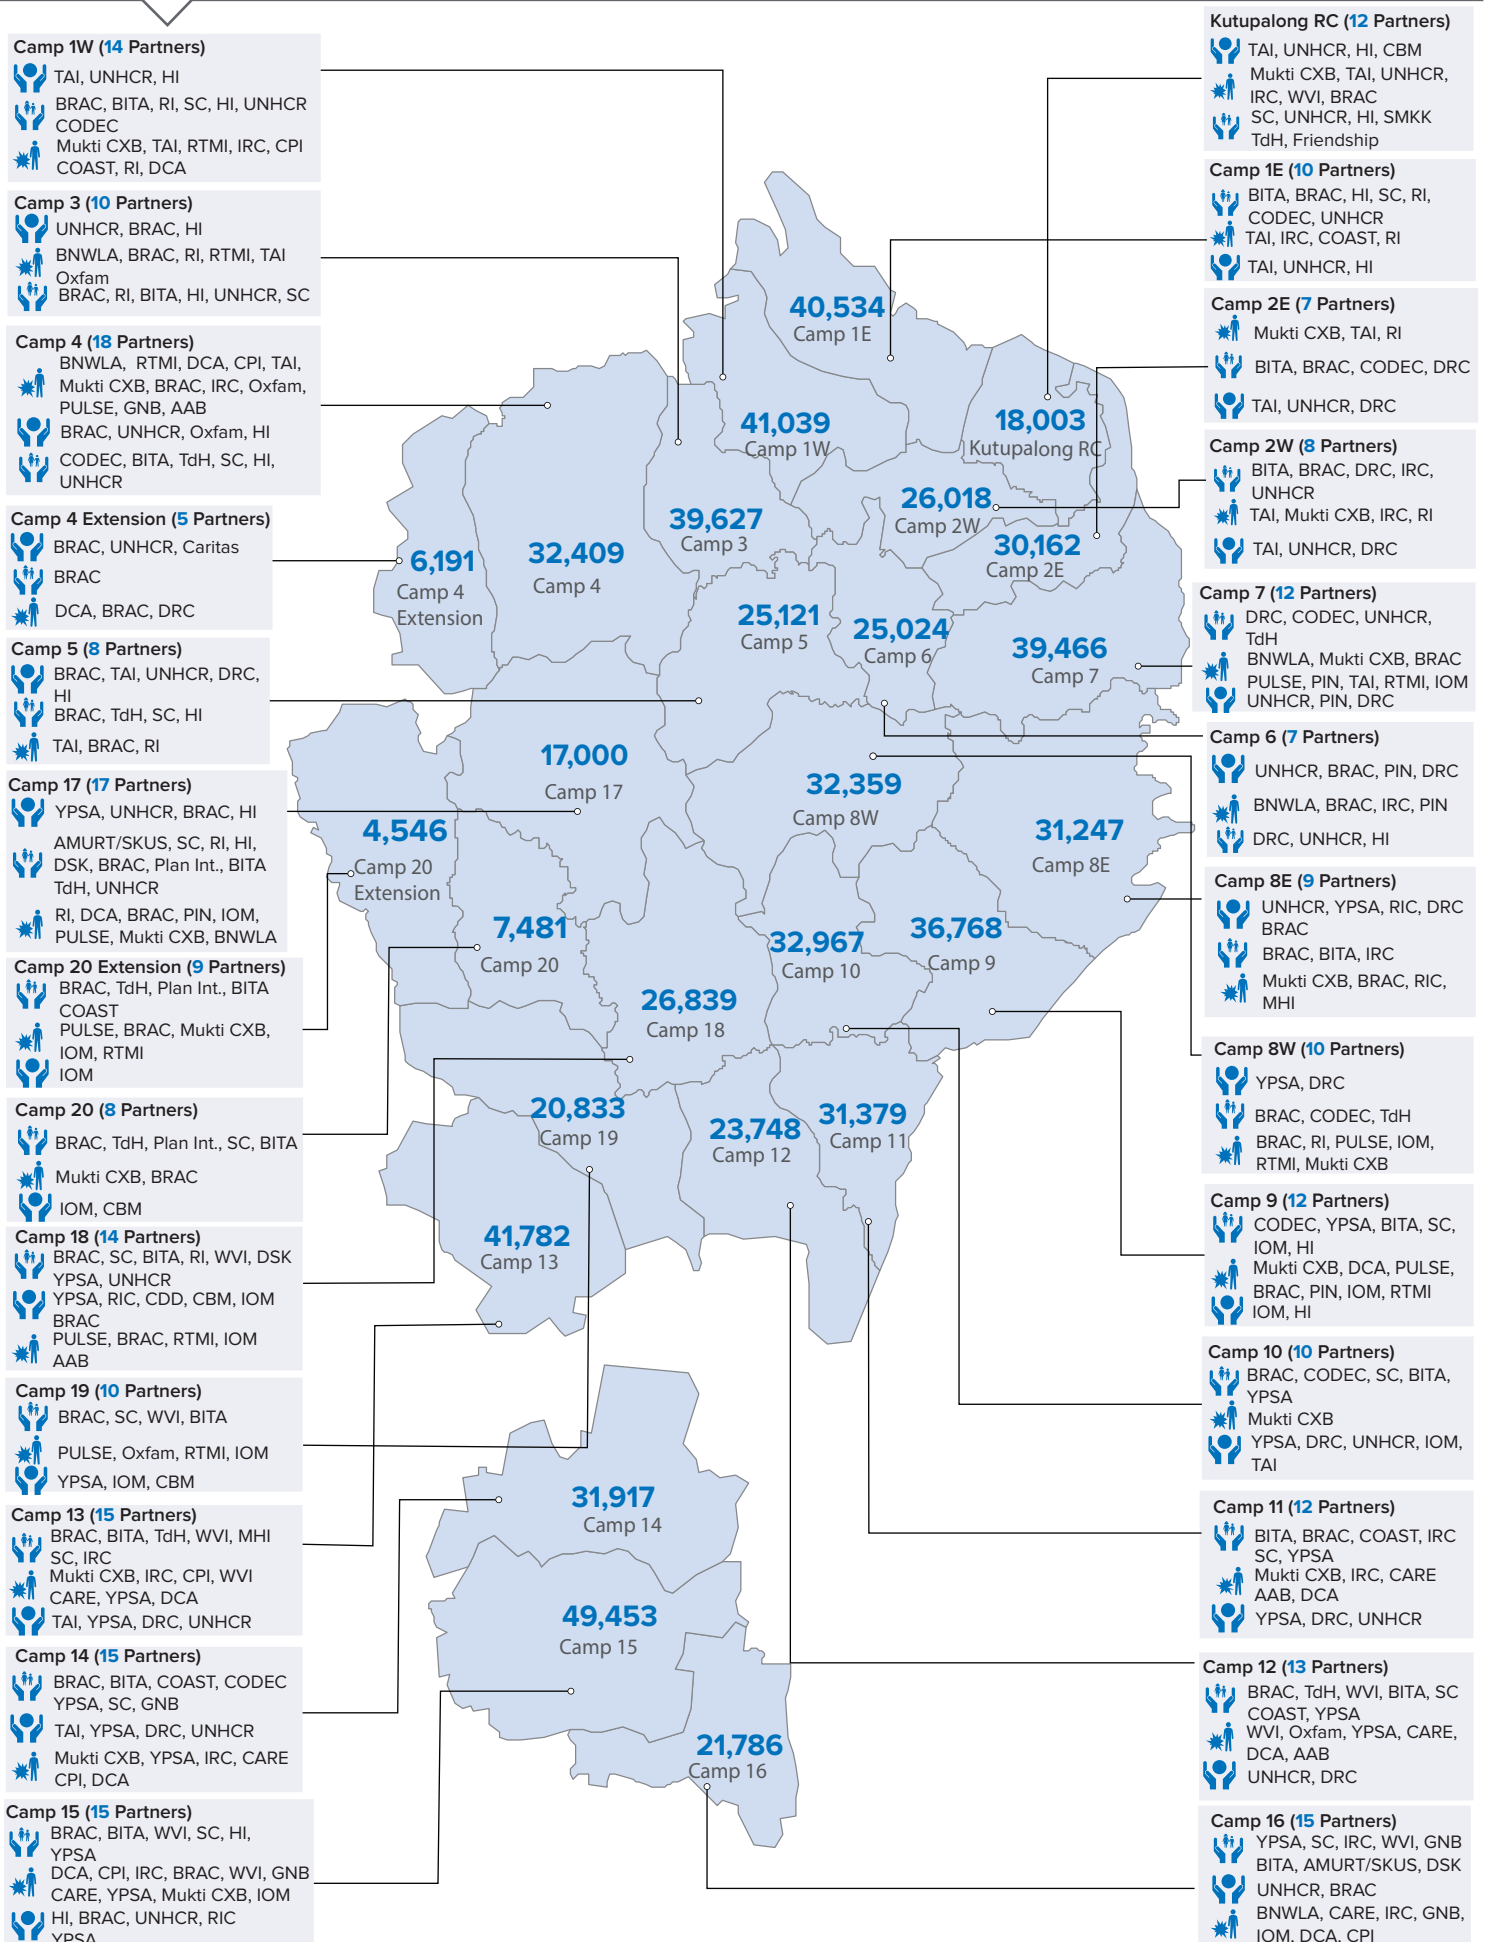 Camp 1W (14 Partners)
TAI, UNHCR, HI
BRAC, BITA, RI, SC, HI, UNHCR
CODEC
Mukti CXB, TAI, RTMI, IRC, CPI
COAST, RI, DCA
Camp 3 (10 Partners)
UNHCR, BRAC, HI
BNWLA, BRAC, RI, RTMI, TAI
Oxfam
BRAC, RI, BITA, HI, UNHCR, SC
Camp 4 (18 Partners)
BNWLA, RTMI, DCA, CPI, TAI,
Mukti CXB, BRAC, IRC, Oxfam,
PULSE, GNB, AAB
BRAC, UNHCR, Oxfam, HI
CODEC, BITA, TdH, SC, HI,
UNHCR
Camp 4 Extension (5 Partners)
BRAC, UNHCR, Caritas
BRAC
DCA, BRAC, DRC
Camp 5 (8 Partners)
BRAC, TAI, UNHCR, DRC,
HI
BRAC, TdH, SC, HI
TAI, BRAC, RI
Camp 17 (17 Partners)
YPSA, UNHCR, BRAC, HI
AMURT/SKUS, SC, RI, HI,
DSK, BRAC, Plan Int., BITA
TdH, UNHCR
RI, DCA, BRAC, PIN, IOM,
PULSE, Mukti CXB, BNWLA
Camp 20 Extension (9 Partners)
BRAC, TdH, Plan Int., BITA
COAST
PULSE, BRAC, Mukti CXB,
IOM, RTMI
IOM
Camp 20 (8 Partners)
BRAC, TdH, Plan Int., SC, BITA
Mukti CXB, BRAC
IOM, CBM
Camp 18 (14 Partners)
BRAC, SC, BITA, RI, WVI, DSK
YPSA, UNHCR
YPSA, RIC, CDD, CBM, IOM
BRAC
PULSE, BRAC, RTMI, IOM
AAB
Camp 19 (10 Partners)
BRAC, SC, WVI, BITA
PULSE, Oxfam, RTMI, IOM
YPSA, IOM, CBM
Camp 13 (15 Partners)
BRAC, BITA, TdH, WVI, MHI
SC, IRC
Mukti CXB, IRC, CPI, WVI
CARE, YPSA, DCA
TAI, YPSA, DRC, UNHCR
Camp 14 (15 Partners)
BRAC, BITA, COAST, CODEC
YPSA, SC, GNB
TAI, YPSA, DRC, UNHCR
Mukti CXB, YPSA, IRC, CARE
CPI, DCA
Camp 15 (15 Partners)
BRAC, BITA, WVI, SC, HI,
YPSA
DCA, CPI, IRC, BRAC, WVI, GNB
CARE, YPSA, Mukti CXB, IOM
HI, BRAC, UNHCR, RIC
YPSA
40,534
Camp 1E
41,039
Camp 1W
18,003
Kutupalong RC
26,018
Camp 2W
39,627
Camp 3
30,162
Camp 2E
32,409
Camp 4
6,191
Camp 4
Extension
25,121
Camp 5
25,024
Camp 6
39,466
Camp 7
17,000
Camp 17
32,359
Camp 8W
31,247
Camp 8E
4,546
Camp 20
Extension
7,481
Camp 20
32,967
Camp 10
36,768
Camp 9
26,839
Camp 18
20,833
Camp 19
23,748
Camp 12
31,379
Camp 11
41,782
Camp 13
31,917
Camp 14
49,453
Camp 15
21,786
Camp 16
Kutupalong RC (12 Partners)
TAI, UNHCR, HI, CBM
Mukti CXB, TAI, UNHCR,
IRC, WVI, BRAC
SC, UNHCR, HI, SMKK
TdH, Friendship
Camp 1E (10 Partners)
BITA, BRAC, HI, SC, RI,
CODEC, UNHCR
TAI, IRC, COAST, RI
TAI, UNHCR, HI
Camp 2E (7 Partners)
Mukti CXB, TAI, RI
BITA, BRAC, CODEC, DRC
TAI, UNHCR, DRC
Camp 2W (8 Partners)
BITA, BRAC, DRC, IRC,
UNHCR
TAI, Mukti CXB, IRC, RI
TAI, UNHCR, DRC
Camp 7 (12 Partners)
DRC, CODEC, UNHCR,
TdH
BNWLA, Mukti CXB, BRAC
PULSE, PIN, TAI, RTMI, IOM
UNHCR, PIN, DRC
Camp 6 (7 Partners)
UNHCR, BRAC, PIN, DRC
BNWLA, BRAC, IRC, PIN
DRC, UNHCR, HI
Camp 8E (9 Partners)
UNHCR, YPSA, RIC, DRC
BRAC
BRAC, BITA, IRC
Mukti CXB, BRAC, RIC,
MHI
Camp 8W (10 Partners)
YPSA, DRC
BRAC, CODEC, TdH
BRAC, RI, PULSE, IOM,
RTMI, Mukti CXB
Camp 9 (12 Partners)
CODEC, YPSA, BITA, SC,
IOM, HI
Mukti CXB, DCA, PULSE,
BRAC, PIN, IOM, RTMI
IOM, HI
Camp 10 (10 Partners)
BRAC, CODEC, SC, BITA,
YPSA
Mukti CXB
YPSA, DRC, UNHCR, IOM,
TAI
Camp 11 (12 Partners)
BITA, BRAC, COAST, IRC
SC, YPSA
Mukti CXB, IRC, CARE
AAB, DCA
YPSA, DRC, UNHCR
Camp 12 (13 Partners)
BRAC, TdH, WVI, BITA, SC
COAST, YPSA
WVI, Oxfam, YPSA, CARE,
DCA, AAB
UNHCR, DRC
Camp 16 (15 Partners)
YPSA, SC, IRC, WVI, GNB
BITA, AMURT/SKUS, DSK
UNHCR, BRAC
BNWLA, CARE, IRC, GNB,
IOM, DCA, CPI